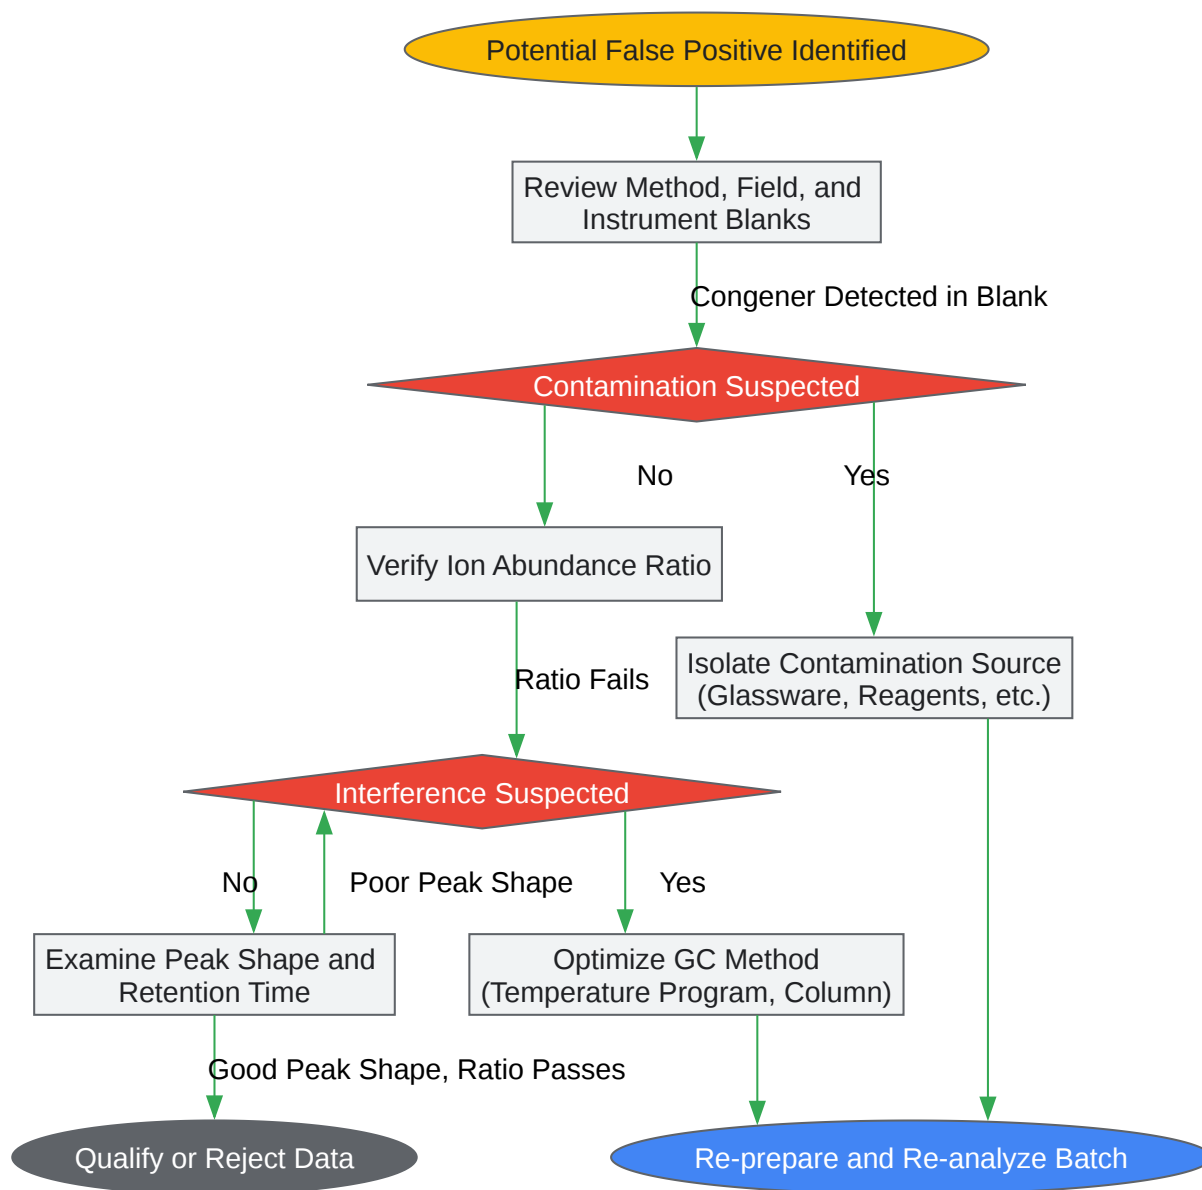 Potential False Positive Identified
Review Method, Field, and
Instrument Blanks
Congener Detected in Blank
Contamination Suspected
No
Yes
Verify Ion Abundance Ratio
Isolate Contamination Source
(Glassware, Reagents, etc.)
Ratio Fails
Interference Suspected
No
Poor Peak Shape
Yes
Examine Peak Shape and
Retention Time
Optimize GC Method
(Temperature Program, Column)
Good Peak Shape, Ratio Passes
Qualify or Reject Data
Re-prepare and Re-analyze Batch